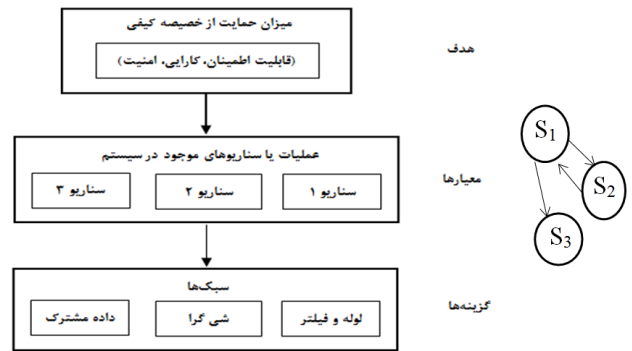 میزان حمایت از خصیصه کیفی
(قابلیت اطمینان، کارایی، امنیت)
هدف
عملیات یا سناریوهای موجود در سیستم
سناریو ۱
سناریو ۲
سناریو ۳
معیارها
S1
S2
S3
سبک‌ها
لوله و فیلتر
شی گرا
داده مشترک
گزینه‌ها